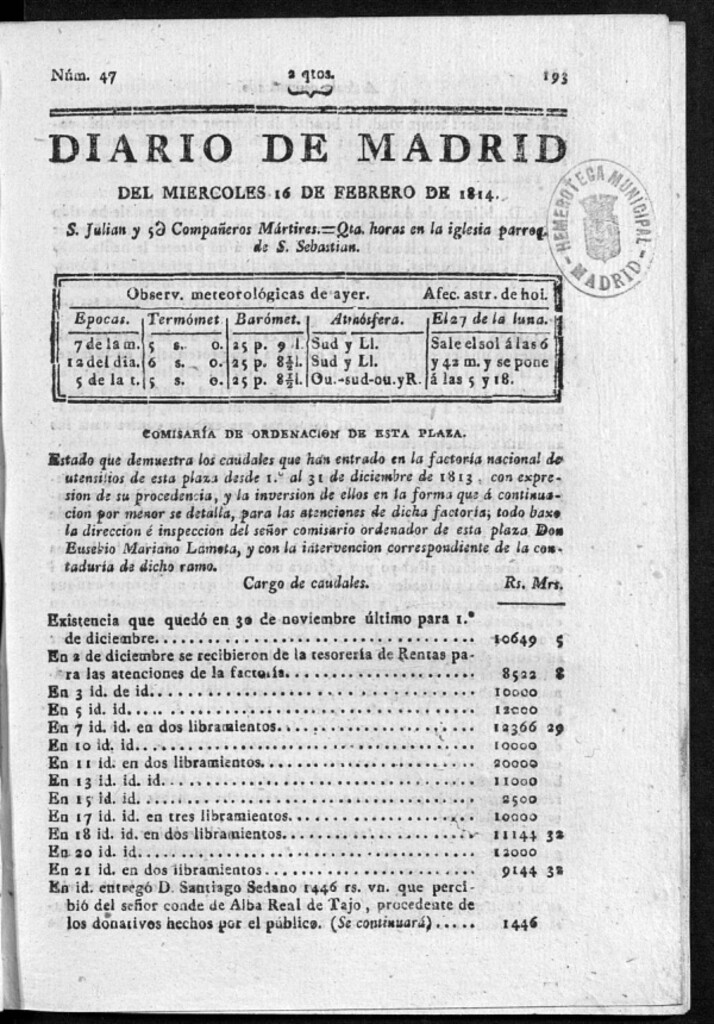 Núm. 47 2 qtos. 193
DIARIO DE MADRID
DEL MIERCOLES 16 DE FEBRERO DE 1814.
S. Julian y 5∂ Compañeros Mártires.=Qta. horas en la iglesia parroq.
de S. Sebastian.
HEMEROTECA MUNICIPAL
MADRID
Observ. meteorológicas de ayer. Afec. astr. de hoi.
Epocas. Termómet Barómet. Atmósfera. El 27 de la luna.
7 de la m. 5 s. 0. 25 p. 9 l. Sud y Ll. Sale el sol á las 6
12 del dia. 6 s. 0. 25 p. 8½l. Sud y Ll. y 42 m. y se pone
5 de la t. 5 s. 0. 25 p. 8½l. Ou.-sud-ou.yR. á las 5 y 18.
COMISARÍA DE ORDENACION DE ESTA PLAZA.
Estado que demuestra los caudales que han entrado en la factoría nacional de
utensilios de esta plaza desde 1.º al 31 de diciembre de 1813, con expre-
sion de su procedencia, y la inversion de ellos en la forma que á continua-
cion por menor se detalla, para las atenciones de dicha factoría; todo baxo
la direccion é inspeccion del señor comisario ordenador de esta plaza Don
Eusebio Mariano Lamota, y con la intervencion correspondiente de la con-
taduría de dicho ramo.
Cargo de caudales. Rs. Mrs.
Existencia que quedó en 30 de noviembre último para 1.º
de diciembre.................................... 10649 5
En 2 de diciembre se recibieron de la tesorería de Rentas pa-
ra las atenciones de la factoría.................... 8522 8
En 3 id. de id.................................... 10000
En 5 id. id....................................... 12000
En 7 id. id. en dos libramientos..................... 12366 29
En 10 id. id...................................... 10000
En 11 id. en dos libramientos....................... 20000
En 13 id. id. id................................... 11000
En 15 id. id...................................... 2500
En 17 id. id. en tres libramientos................... 10000
En 18 id. id. en dos libramientos.................... 11144 32
En 20 id. id...................................... 12000
En 21 id. en dos libramientos....................... 9144 32
En id. entregó D. Santiago Sedano 1446 rs. vn. que perci-
bió del señor conde de Alba Real de Tajo, procedente de
los donativos hechos por el público. (Se continuará)..... 1446